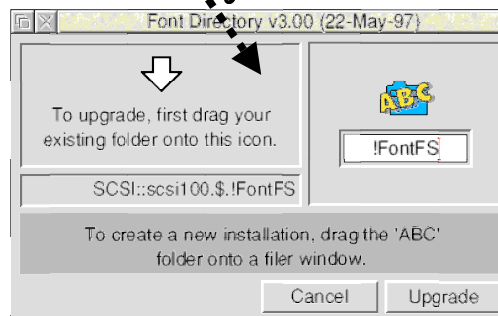 Font Directory v3.00 (22-May-97)
To upgrade, first drag your
existing folder onto this icon.
SCSI::scsi100.$.!FontFS
ABC
!FontFS
To create a new installation, drag the 'ABC'
folder onto a filer window.
Cancel
Upgrade